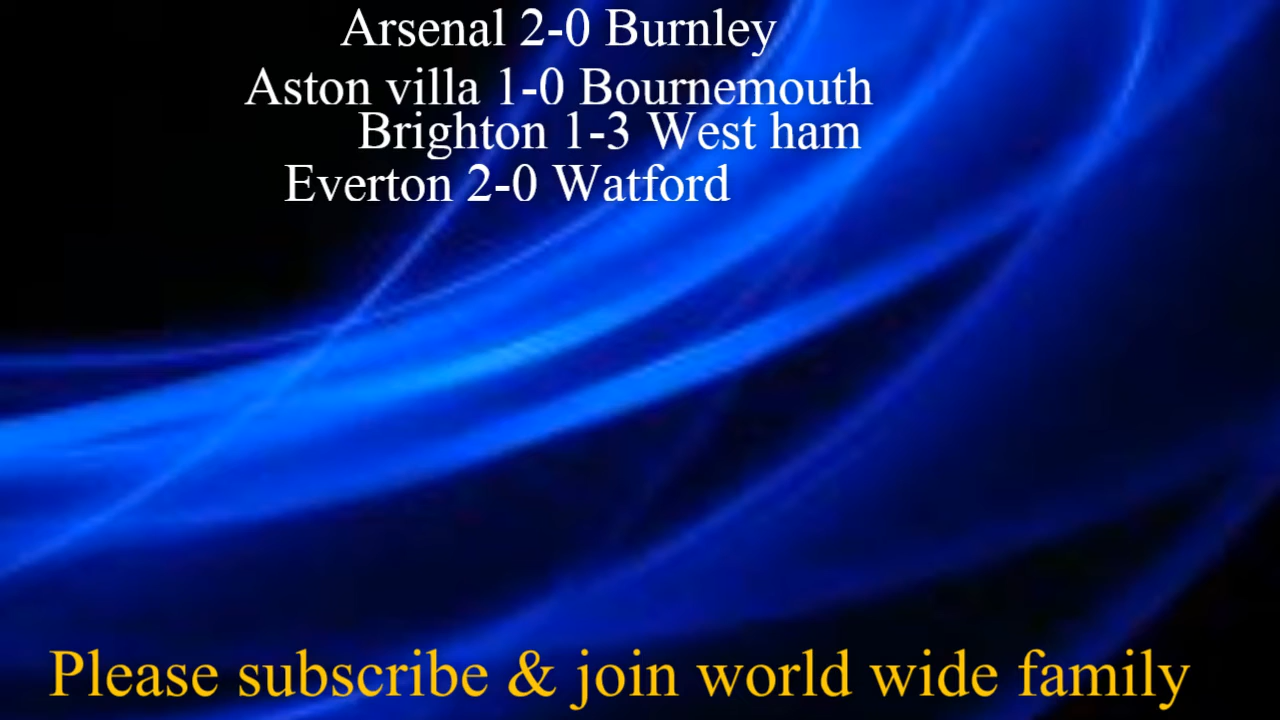 Arsenal 2-0 Burnley
Aston villa 1-0 Bournemouth
Brighton 1-3 West ham
Everton 2-0 Watford
Please subscribe & join world wide family